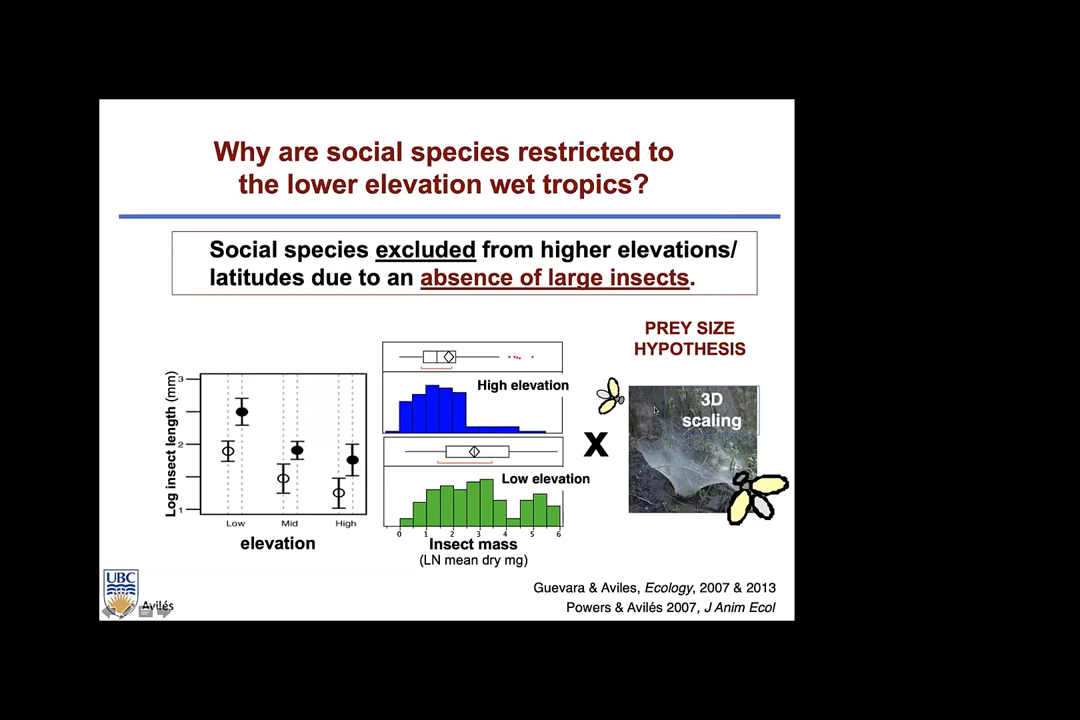 Why are social species restricted to
the lower elevation wet tropics?
Social species excluded from higher elevations/
latitudes due to an absence of large insects.
PREY SIZE
HYPOTHESIS
Log insect length (mm)
3
2
1
Low
Mid
High
elevation
High elevation
Low elevation
0 1 2 3 4 5 6
Insect mass
(LN mean dry mg)
X
3D
scaling
Guevara & Aviles, Ecology, 2007 & 2013
Powers & Avilés 2007, J Anim Ecol
UBC
Avilés